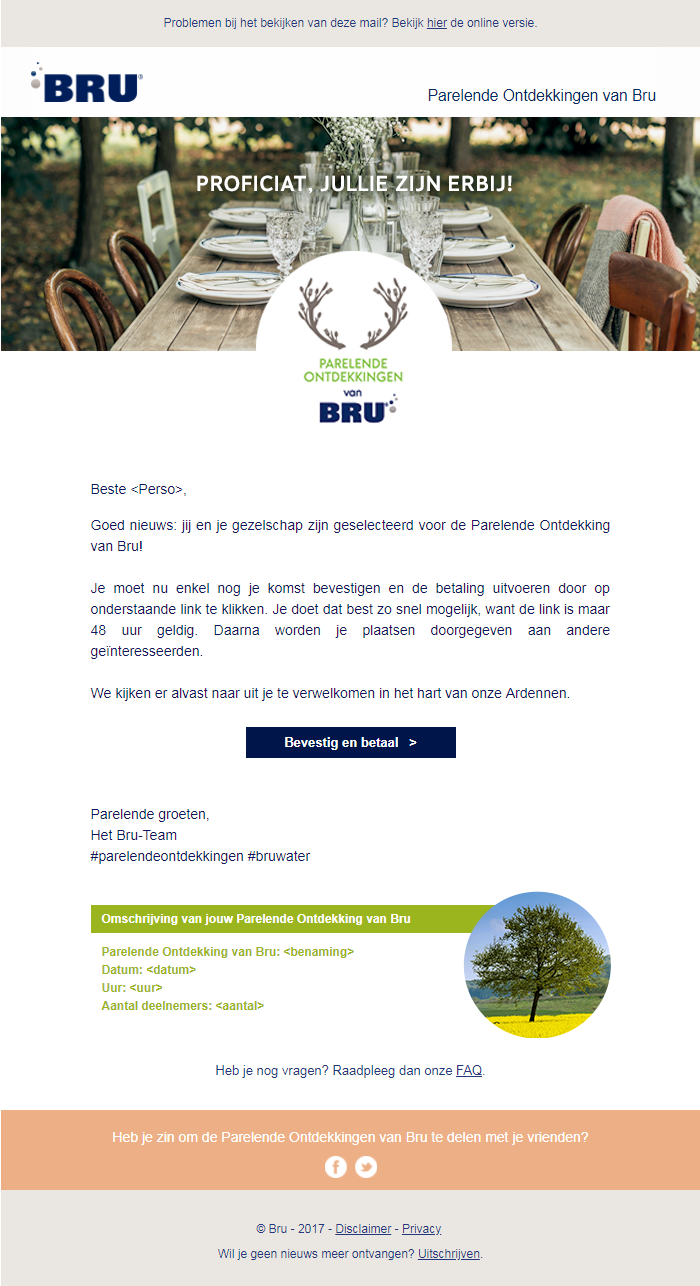 Problemen bij het bekijken van deze mail? Bekijk hier de online versie.
BRU®
Parelende Ontdekkingen van Bru
PROFICIAT, JULLIE ZIJN ERBIJ!
PARELENDE
ONTDEKKINGEN
van
BRU®
Beste <Perso>,
Goed nieuws: jij en je gezelschap zijn geselecteerd voor de Parelende Ontdekking
van Bru!
Je moet nu enkel nog je komst bevestigen en de betaling uitvoeren door op
onderstaande link te klikken. Je doet dat best zo snel mogelijk, want de link is maar
48 uur geldig. Daarna worden je plaatsen doorgegeven aan andere
geïnteresseerden.
We kijken er alvast naar uit je te verwelkomen in het hart van onze Ardennen.
Bevestig en betaal >
Parelende groeten,
Het Bru-Team
#parelendeontdekkingen #bruwater
Omschrijving van jouw Parelende Ontdekking van Bru
Parelende Ontdekking van Bru: <benaming>
Datum: <datum>
Uur: <uur>
Aantal deelnemers: <aantal>
Heb je nog vragen? Raadpleeg dan onze FAQ.
Heb je zin om de Parelende Ontdekkingen van Bru te delen met je vrienden?
© Bru - 2017 - Disclaimer - Privacy
Wil je geen nieuws meer ontvangen? Uitschrijven.